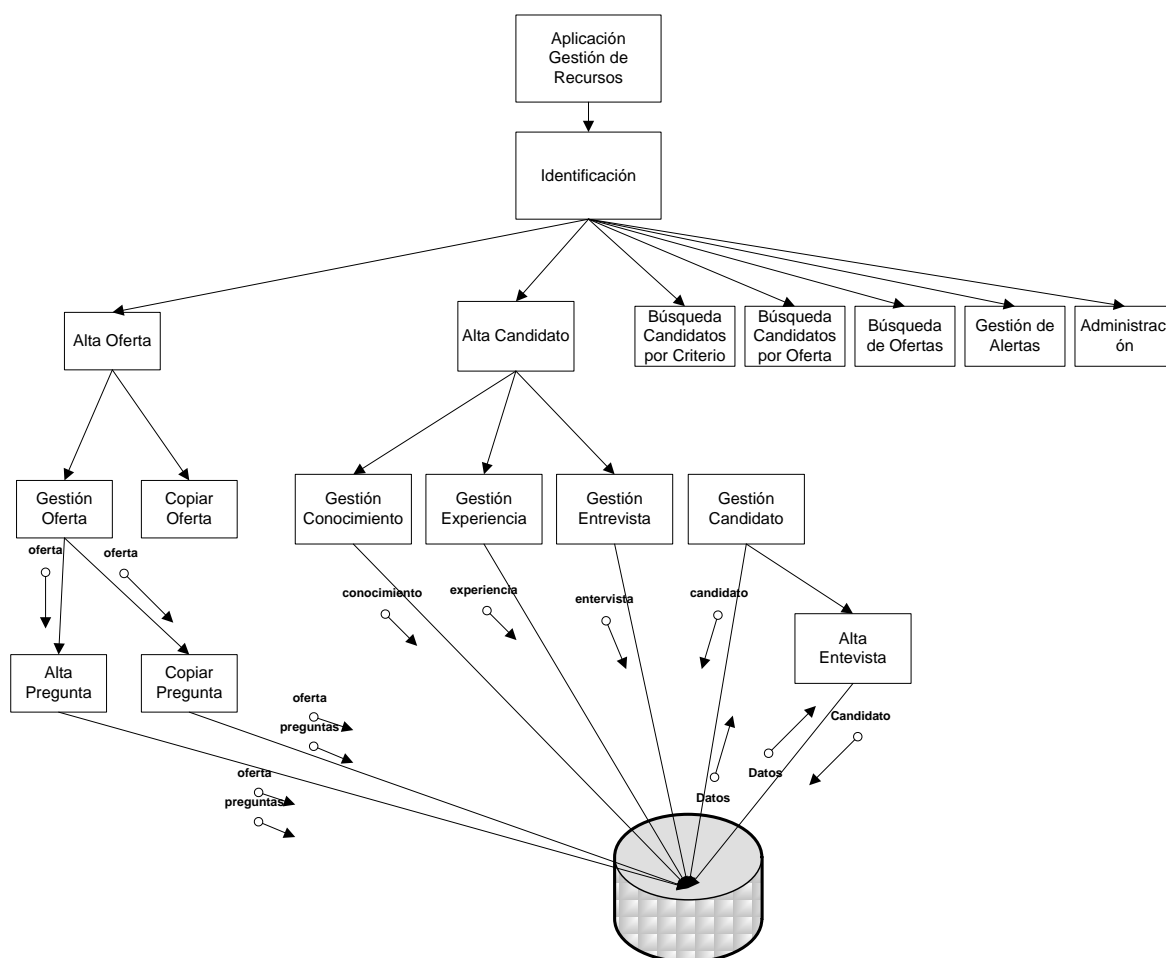 Aplicación
Gestión de
Recursos
Identificación
Alta Oferta
Alta Candidato
Búsqueda
Candidatos
por Criterio
Búsqueda
Candidatos
por Oferta
Búsqueda
de Ofertas
Gestión de
Alertas
Administrac
ón
Gestión
Oferta
Copiar
Oferta
Gestión
Conocimiento
Gestión
Experiencia
Gestión
Entrevista
Gestión
Candidato
oferta
oferta
conocimiento
experiencia
entervista
candidato
Alta
Entevista
Alta
Pregunta
Copiar
Pregunta
oferta
preguntas
oferta
preguntas
Candidato
Datos
Datos